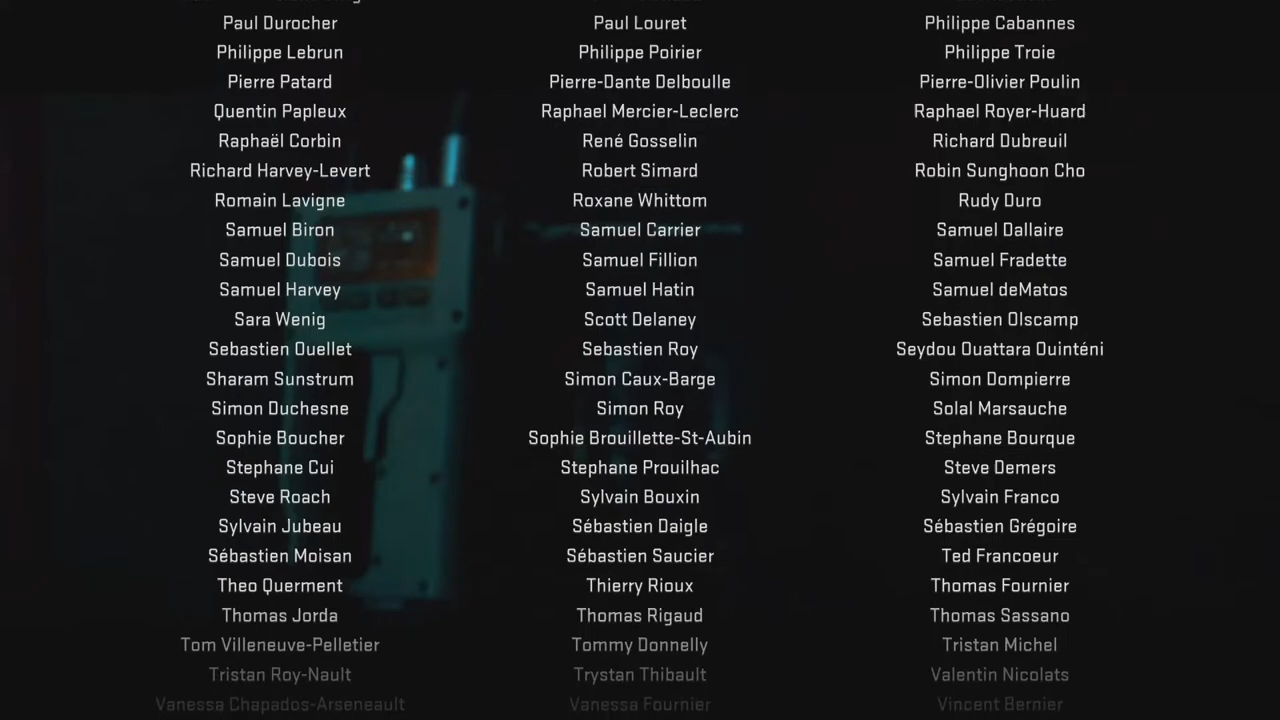 Paul Durocher Paul Louret Philippe Cabannes
Philippe Lebrun Philippe Poirier Philippe Troie
Pierre Patard Pierre-Dante Delboulle Pierre-Olivier Poulin
Quentin Papleux Raphael Mercier-Leclerc Raphael Royer-Huard
Raphaël Corbin René Gosselin Richard Dubreuil
Richard Harvey-Levert Robert Simard Robin Sunghoon Cho
Romain Lavigne Roxane Whittom Rudy Duro
Samuel Biron Samuel Carrier Samuel Dallaire
Samuel Dubois Samuel Fillion Samuel Fradette
Samuel Harvey Samuel Hatin Samuel deMatos
Sara Wenig Scott Delaney Sebastien Olscamp
Sebastien Ouellet Sebastien Roy Seydou Ouattara Ouinténi
Sharam Sunstrum Simon Caux-Barge Simon Dompierre
Simon Duchesne Simon Roy Solal Marsauche
Sophie Boucher Sophie Brouillette-St-Aubin Stephane Bourque
Stephane Cui Stephane Prouilhac Steve Demers
Steve Roach Sylvain Bouxin Sylvain Franco
Sylvain Jubeau Sébastien Daigle Sébastien Grégoire
Sébastien Moisan Sébastien Saucier Ted Francoeur
Theo Querment Thierry Rioux Thomas Fournier
Thomas Jorda Thomas Rigaud Thomas Sassano
Tom Villeneuve-Pelletier Tommy Donnelly Tristan Michel
Tristan Roy-Nault Trystan Thibault Valentin Nicolats
Vanessa Chapados-Arseneault Vanessa Fournier Vincent Bernier